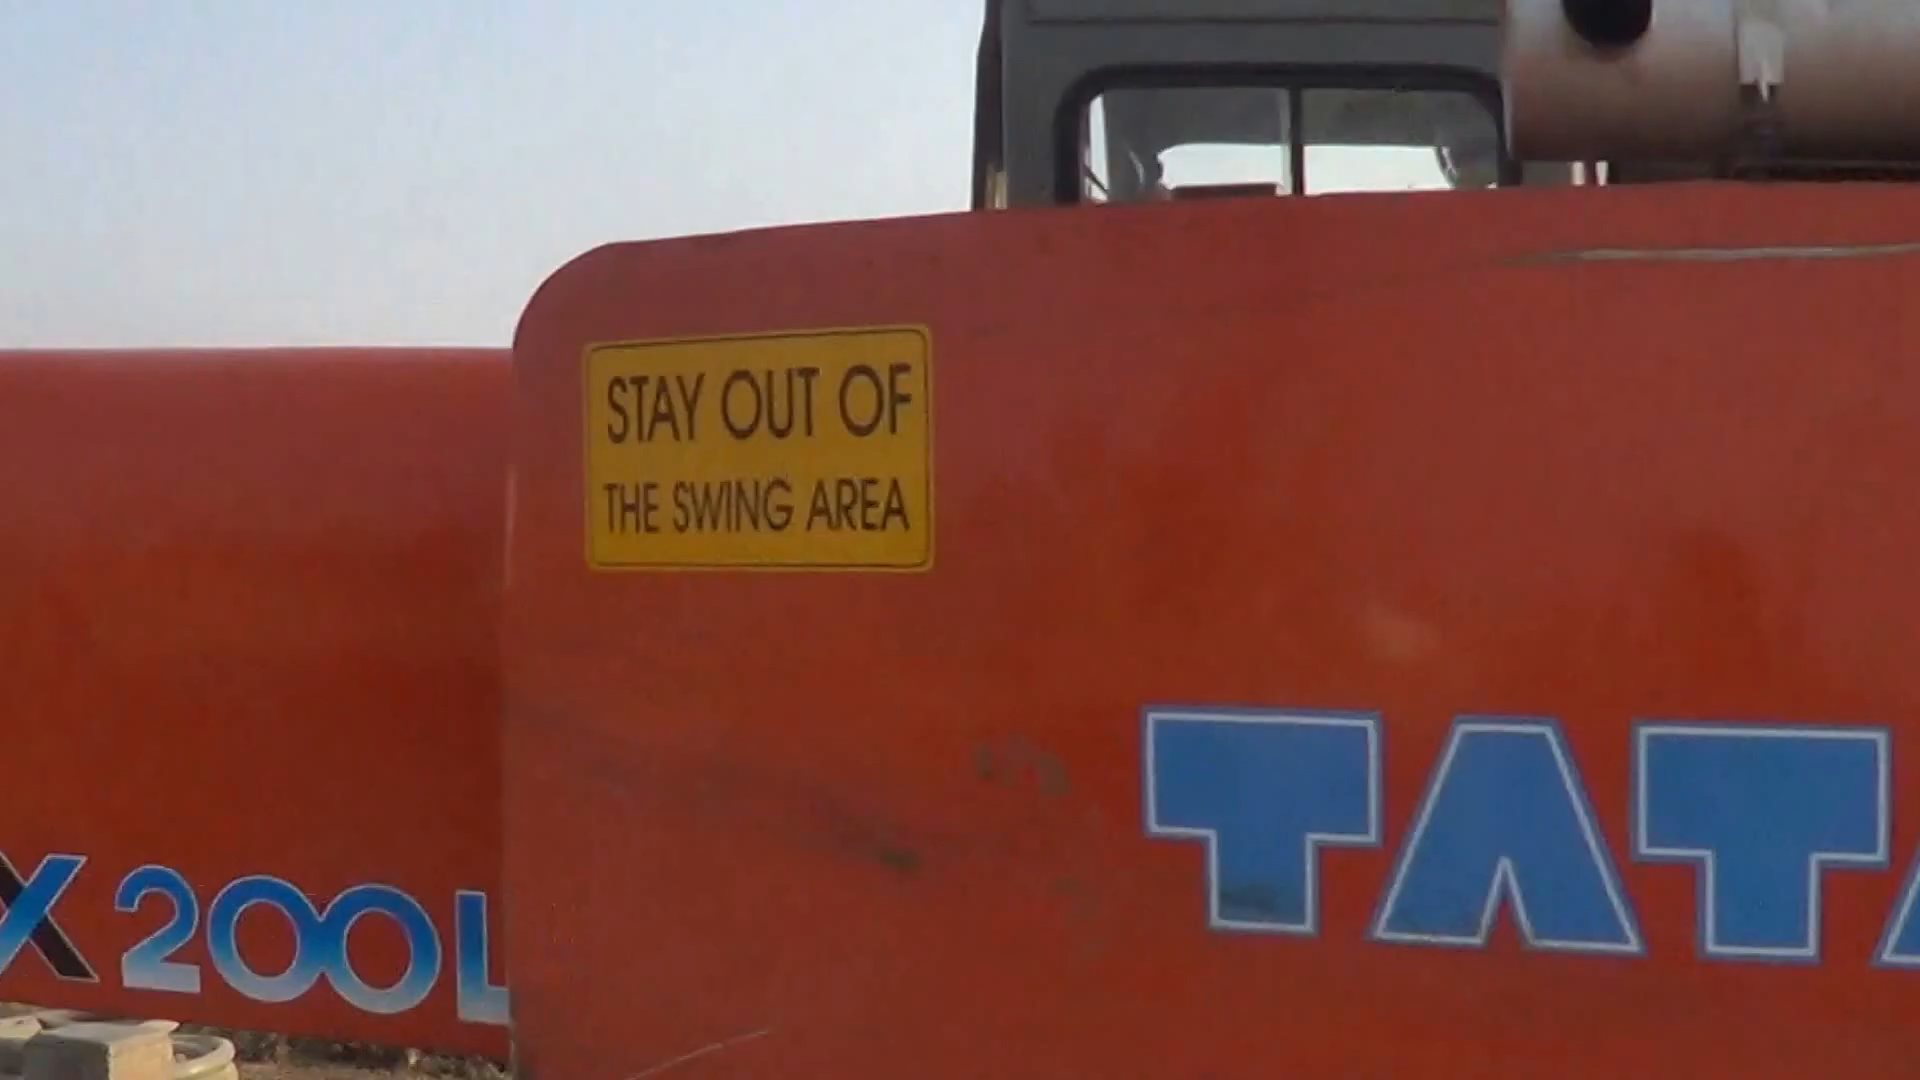 STAY OUT OF
THE SWING AREA
TATA
X 200L